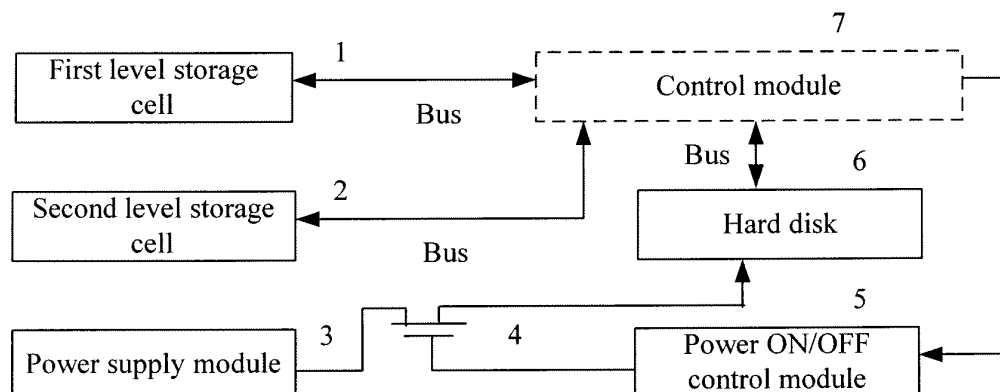 7
1
First level storage
cell
Control module
Bus
Bus
6
2
Second level storage
cell
Hard disk
Bus
5
3
4
Power supply module
Power ON/OFF
control module